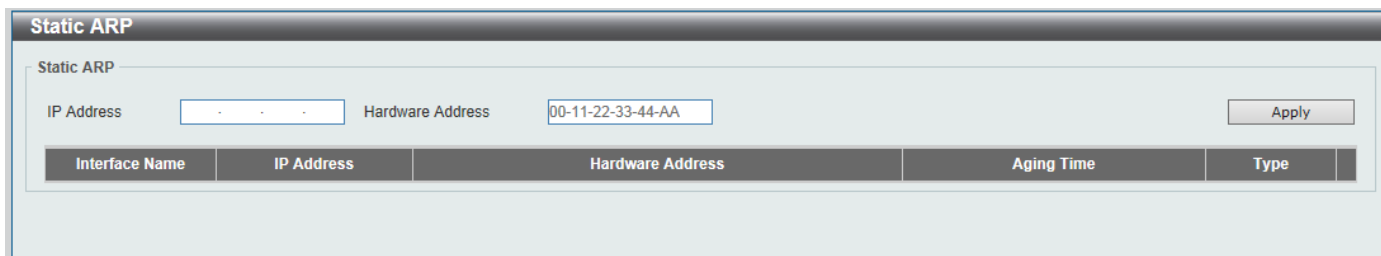 Static ARP
Static ARP
IP Address . . . Hardware Address 00-11-22-33-44-AA Apply
Interface Name IP Address Hardware Address Aging Time Type